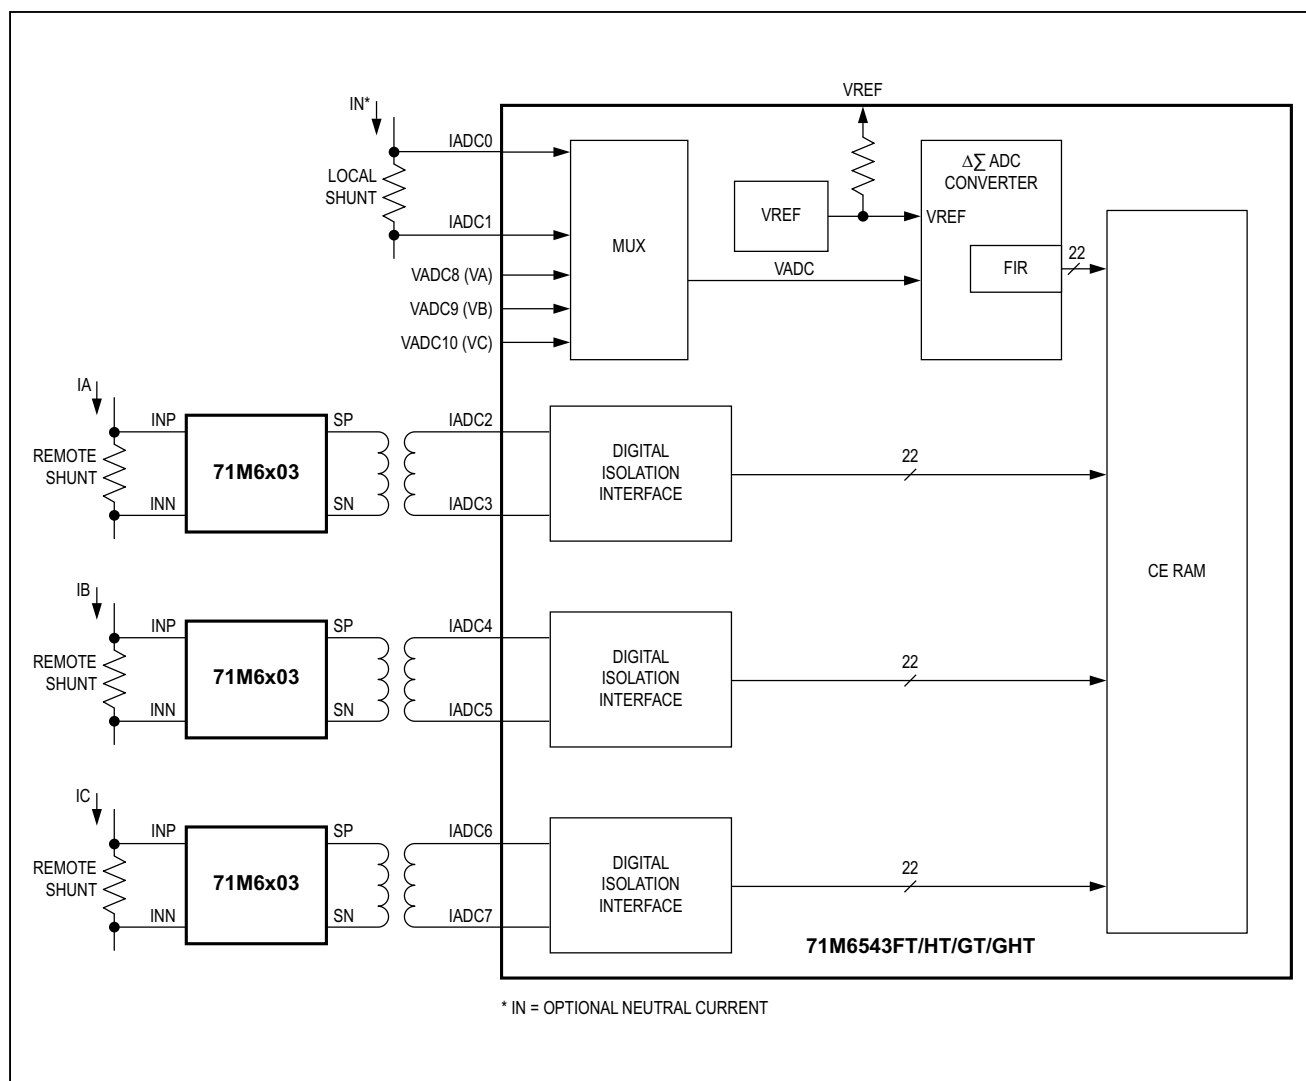 VREF
IN*
IADC0
LOCAL
SHUNT
IADC1
VADC8 (VA)
VADC9 (VB)
VADC10 (VC)
MUX
VREF
VADC
∆∑ ADC
CONVERTER
VREF
FIR
22
CE RAM
IA
REMOTE
SHUNT
INP
INN
71M6x03
SP
SN
IADC2
IADC3
DIGITAL
ISOLATION
INTERFACE
22
IB
REMOTE
SHUNT
INP
INN
71M6x03
SP
SN
IADC4
IADC5
DIGITAL
ISOLATION
INTERFACE
22
IC
REMOTE
SHUNT
INP
INN
71M6x03
SP
SN
IADC6
IADC7
DIGITAL
ISOLATION
INTERFACE
22
71M6543FT/HT/GT/GHT
* IN = OPTIONAL NEUTRAL CURRENT